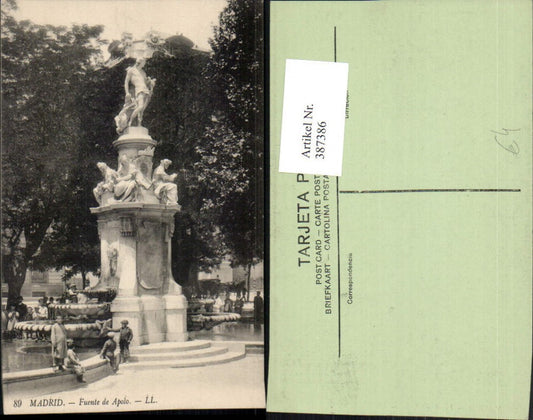 89 MADRID. — Fuente de Apolo. — LL.
Artikel Nr.
387386
TARJETA P
POST CARD — CARTE POST
BRIEFKAART — CARTOLINA POSTA
Correspondencia